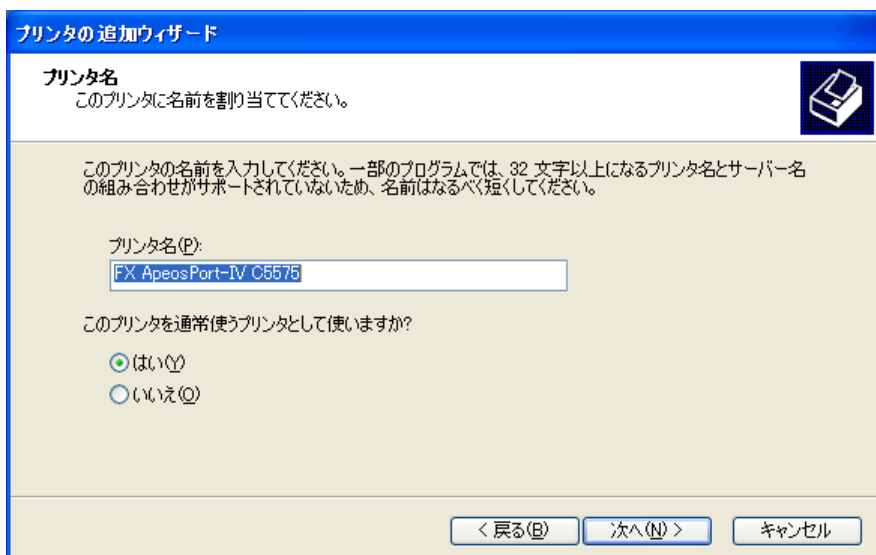 プリンタの追加ウィザード
プリンタ名
このプリンタに名前を割り当ててください。
このプリンタの名前を入力してください。一部のプログラムでは、32 文字以上になるプリンタ名とサーバー名
の組み合わせがサポートされていないため、名前はなるべく短くしてください。
プリンタ名(P):
FX ApeosPort-IV C5575
このプリンタを通常使うプリンタとして使いますか?
はい(Y)
いいえ(O)
< 戻る(B)
次へ(N) >
キャンセル